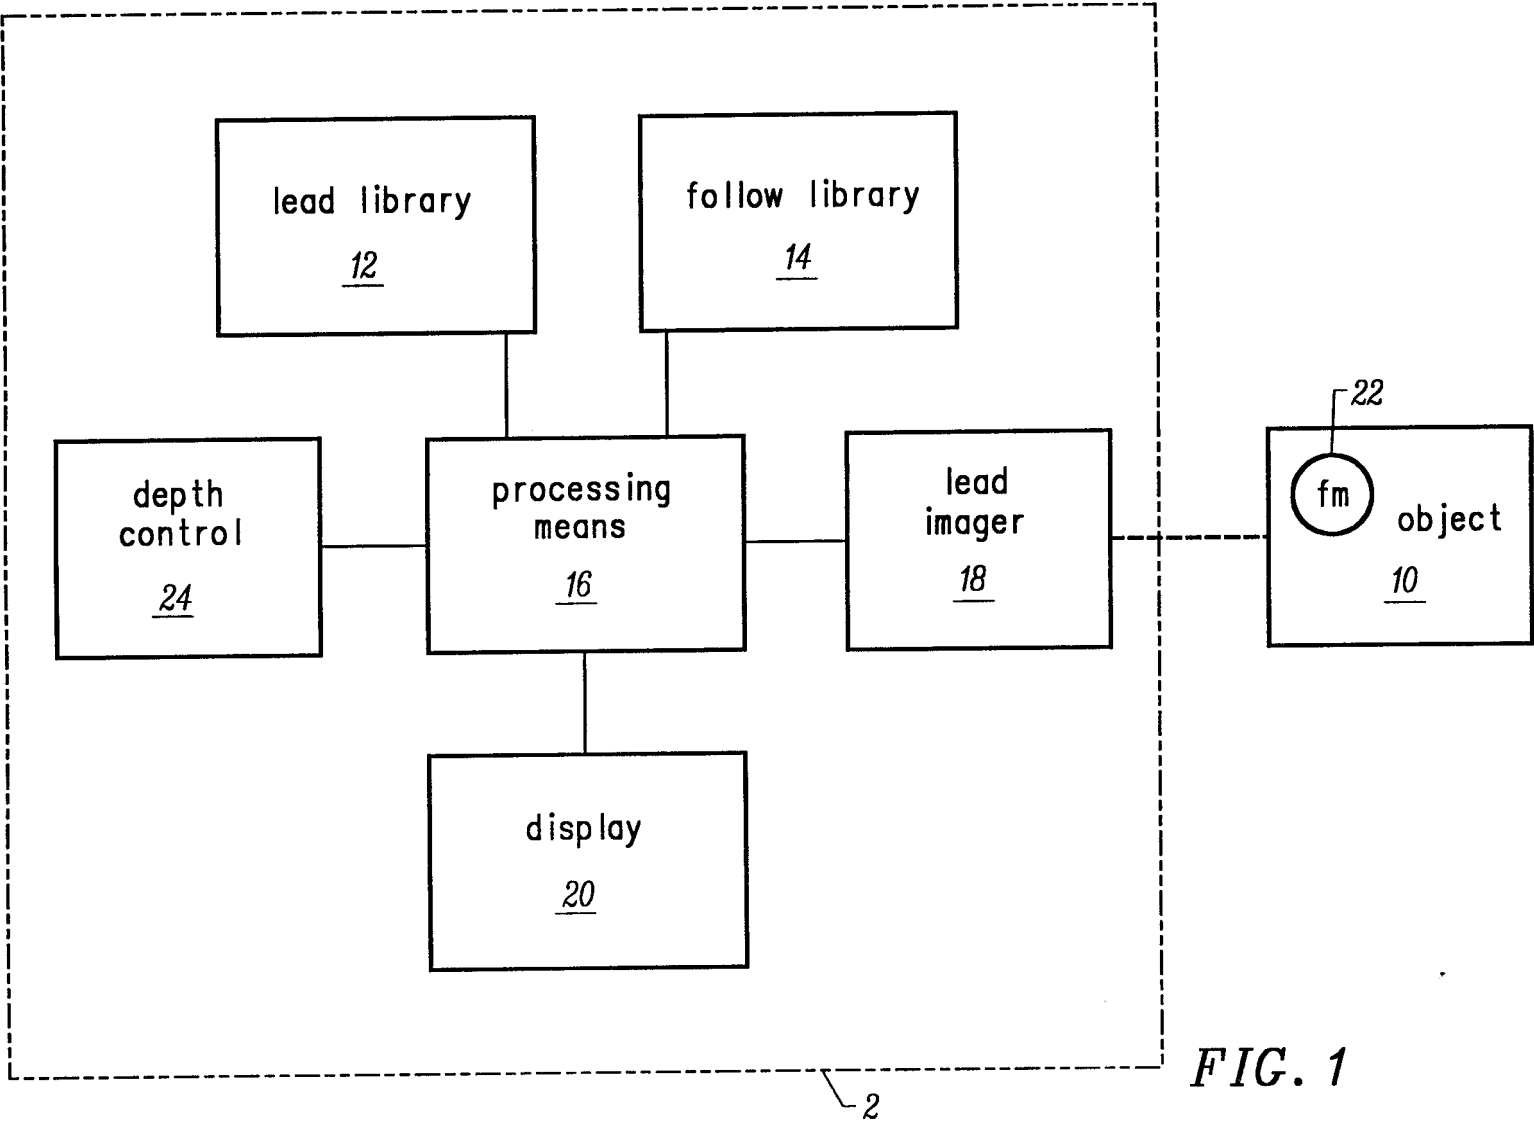 lead library
12
follow library
14
22
depth
control
24
processing
means
16
lead
imager
18
fm
object
10
display
20
2
FIG. 1